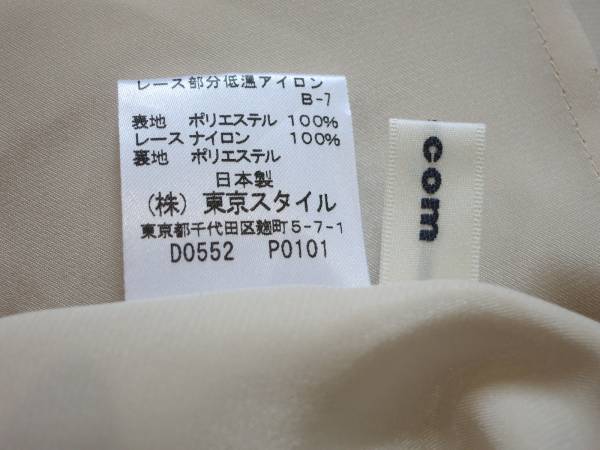 レース部分低温アイロン
B-7
表地 ポリエステル 100%
レース ナイロン 100%
裏地 ポリエステル
日本製
(株) 東京スタイル
東京都千代田区麹町5-7-1
D0552 P0101
com